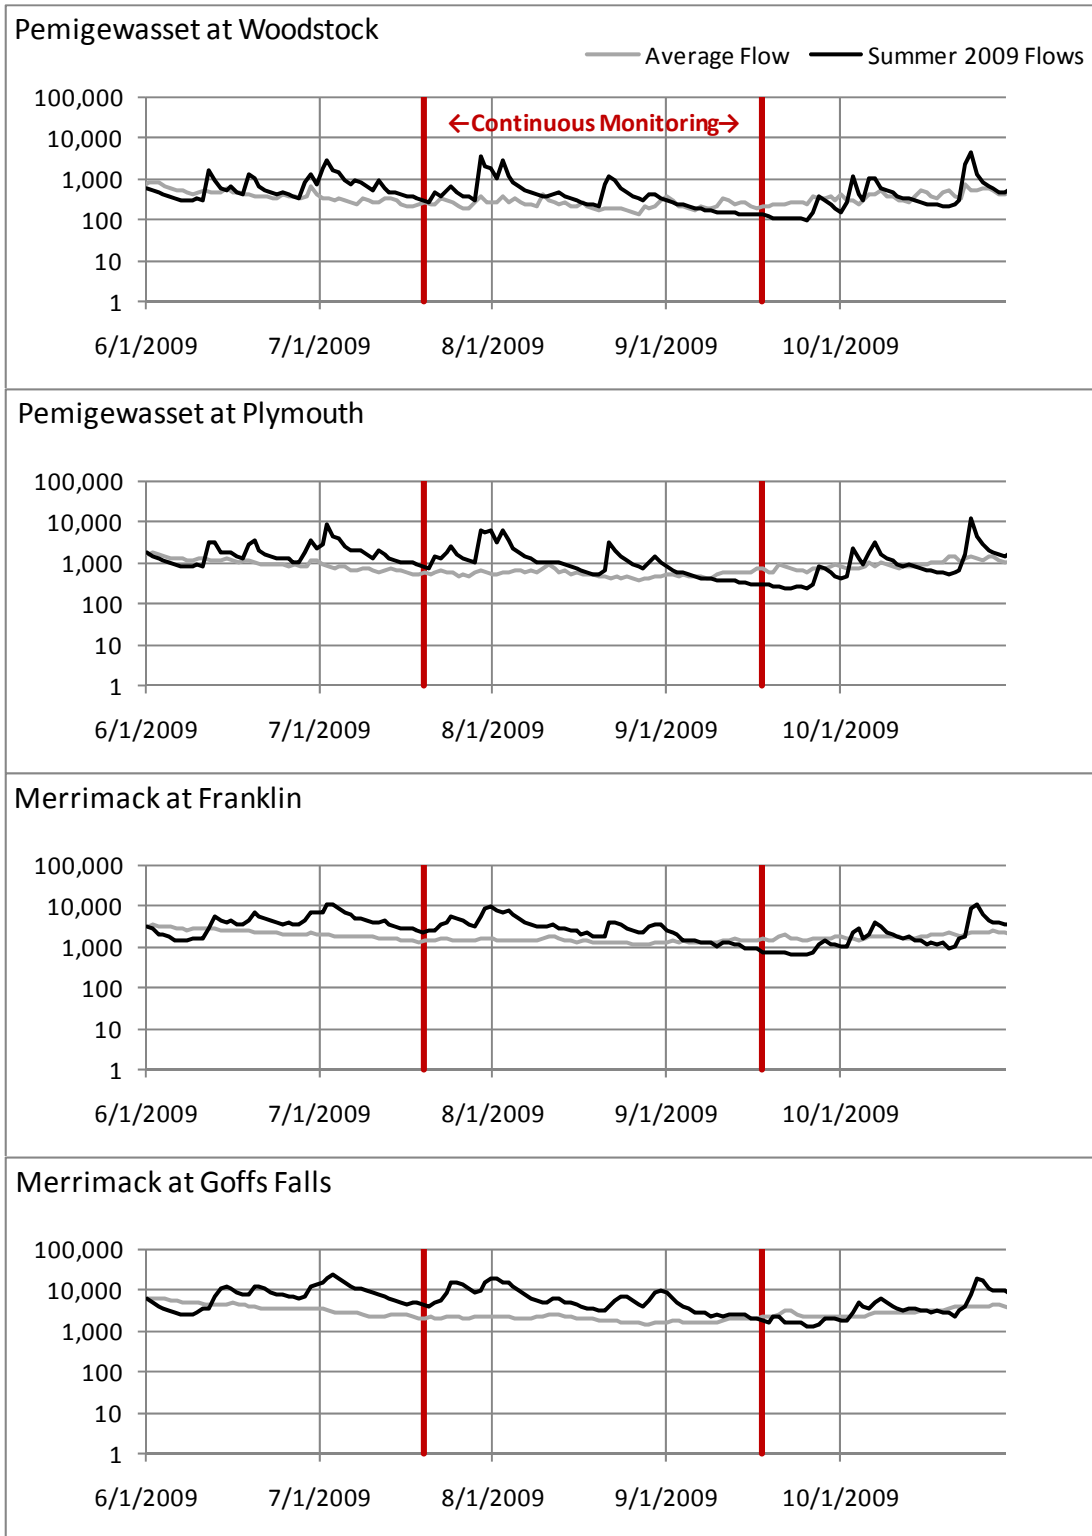 Pemigewasset at Woodstock
Average Flow Summer 2009 Flows
100,000
←Continuous Monitoring→
10,000
1,000
100
10
1
6/1/2009 7/1/2009 8/1/2009 9/1/2009 10/1/2009
Pemigewasset at Plymouth
100,000
10,000
1,000
100
10
1
6/1/2009 7/1/2009 8/1/2009 9/1/2009 10/1/2009
Merrimack at Franklin
100,000
10,000
1,000
100
10
1
6/1/2009 7/1/2009 8/1/2009 9/1/2009 10/1/2009
Merrimack at Goffs Falls
100,000
10,000
1,000
100
10
1
6/1/2009 7/1/2009 8/1/2009 9/1/2009 10/1/2009